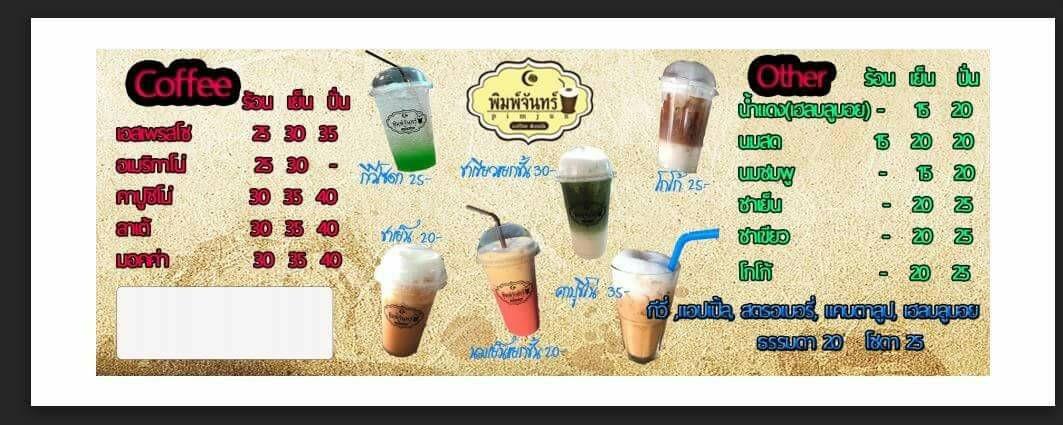 Coffee
ร้อน เย็น ปั่น
เอสเพรสโซ่ 25 30 35
อเมริกาโน่ 25 30 -
คาปูชิโน่ 30 35 40
ลาเต้ 30 35 40
มอคค่า 30 35 40
พิมพ์จันทร์
pimjun
กีวีโซดา 25-
ชาเขียวแยกชั้น 30-
โกโก้ 25-
ชาเย็น 20-
คาปูชิโน 35-
นมเย็นแยกชั้น 20-
Other
ร้อน เย็น ปั่น
น้ำแดง(เฮลบลูบอย) - 15 20
นมสด 15 20 20
นมชมพู - 15 20
ชาเย็น - 20 25
ชาเขียว - 20 25
โกโก้ - 20 25
กีวี่ ,แอปเปิ้ล, สตรอเบอรี่, แคนตาลูป, เฮลบลูบอย
ธรรมดา 20 โซดา 25